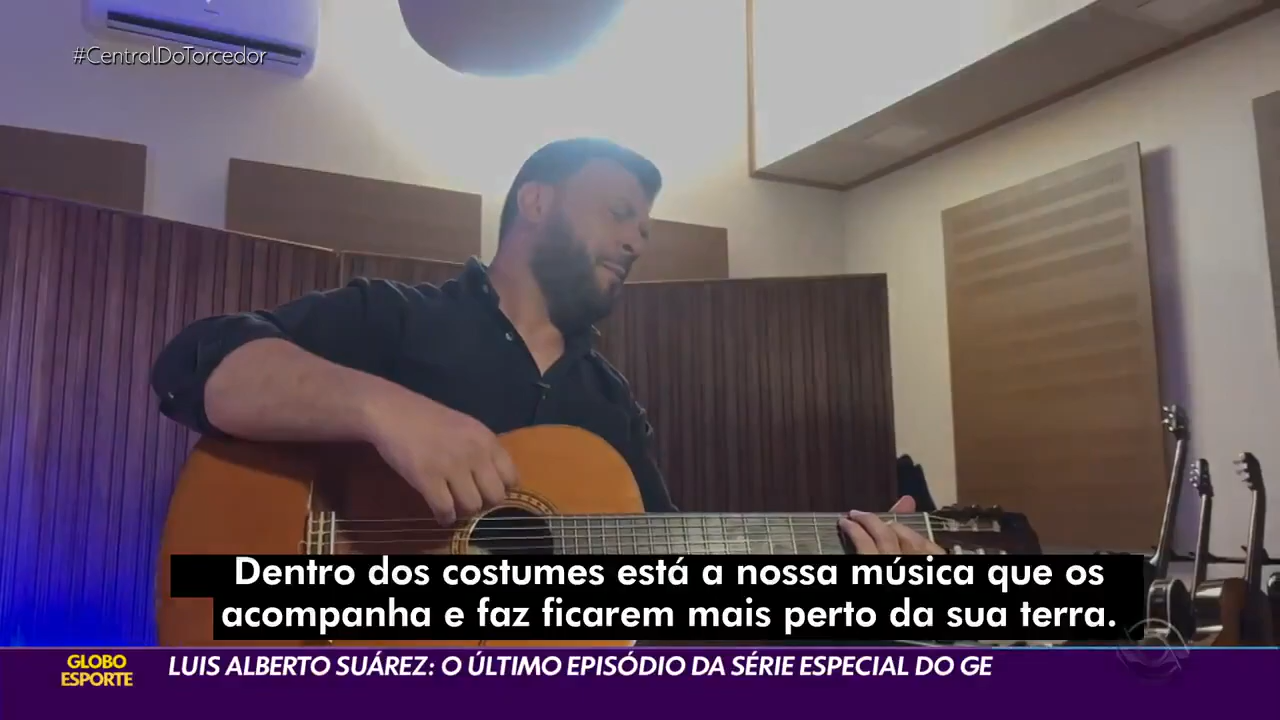 #CentralDoTorcedor
Dentro dos costumes está a nossa música que os
acompanha e faz ficarem mais perto da sua terra.
GLOBO
ESPORTE
LUIS ALBERTO SUÁREZ: O ÚLTIMO EPISÓDIO DA SÉRIE ESPECIAL DO GE